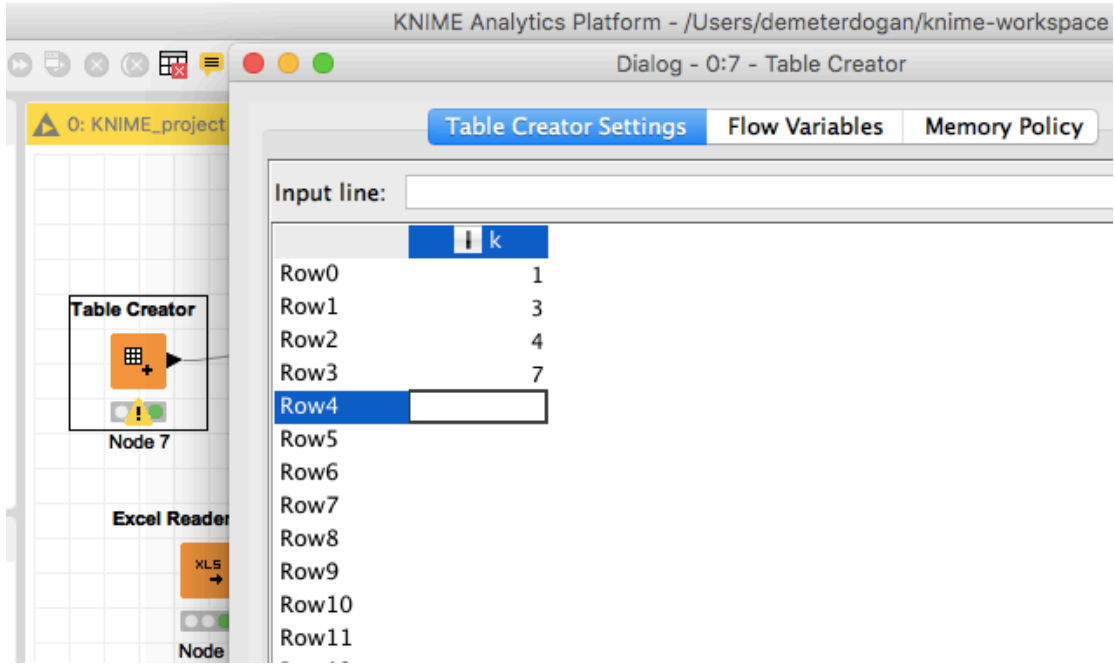 KNIME Analytics Platform - /Users/demeterdogan/knime-workspace
Dialog - 0:7 - Table Creator
0: KNIME_project
Table Creator Settings Flow Variables Memory Policy
Input line:
I k
Row0 1
Row1 3
Row2 4
Row3 7
Row4
Row5
Row6
Row7
Row8
Row9
Row10
Row11
Table Creator
Node 7
Excel Reader
XLS
Node